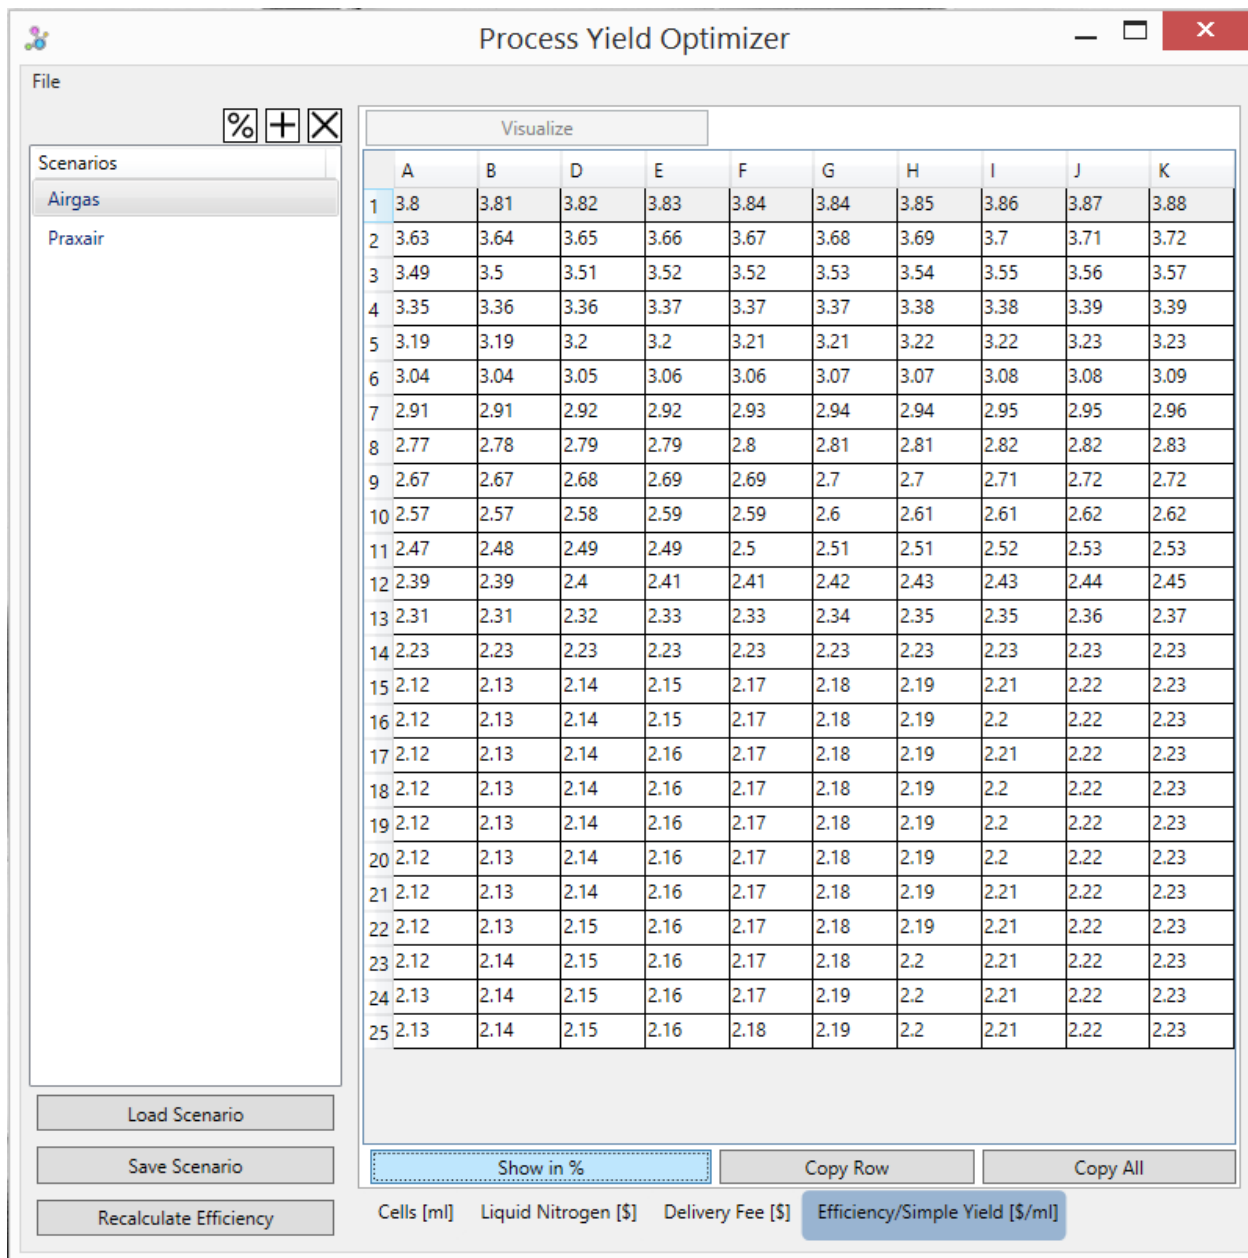 Process Yield Optimizer
File
Visualize
Scenarios
Airgas
Praxair
A B D E F G H I J K
1 3.8 3.81 3.82 3.83 3.84 3.84 3.85 3.86 3.87 3.88
2 3.63 3.64 3.65 3.66 3.67 3.68 3.69 3.7 3.71 3.72
3 3.49 3.5 3.51 3.52 3.52 3.53 3.54 3.55 3.56 3.57
4 3.35 3.36 3.36 3.37 3.37 3.37 3.38 3.38 3.39 3.39
5 3.19 3.19 3.2 3.2 3.21 3.21 3.22 3.22 3.23 3.23
6 3.04 3.04 3.05 3.06 3.06 3.07 3.07 3.08 3.08 3.09
7 2.91 2.91 2.92 2.92 2.93 2.94 2.94 2.95 2.95 2.96
8 2.77 2.78 2.79 2.79 2.8 2.81 2.81 2.82 2.82 2.83
9 2.67 2.67 2.68 2.69 2.69 2.7 2.7 2.71 2.72 2.72
10 2.57 2.57 2.58 2.59 2.59 2.6 2.61 2.61 2.62 2.62
11 2.47 2.48 2.49 2.49 2.5 2.51 2.51 2.52 2.53 2.53
12 2.39 2.39 2.4 2.41 2.41 2.42 2.43 2.43 2.44 2.45
13 2.31 2.31 2.32 2.33 2.33 2.34 2.35 2.35 2.36 2.37
14 2.23 2.23 2.23 2.23 2.23 2.23 2.23 2.23 2.23 2.23
15 2.12 2.13 2.14 2.15 2.17 2.18 2.19 2.21 2.22 2.23
16 2.12 2.13 2.14 2.15 2.17 2.18 2.19 2.2 2.22 2.23
17 2.12 2.13 2.14 2.16 2.17 2.18 2.19 2.21 2.22 2.23
18 2.12 2.13 2.14 2.16 2.17 2.18 2.19 2.2 2.22 2.23
19 2.12 2.13 2.14 2.16 2.17 2.18 2.19 2.2 2.22 2.23
20 2.12 2.13 2.14 2.16 2.17 2.18 2.19 2.2 2.22 2.23
21 2.12 2.13 2.14 2.16 2.17 2.18 2.19 2.21 2.22 2.23
22 2.12 2.13 2.15 2.16 2.17 2.18 2.19 2.21 2.22 2.23
23 2.12 2.14 2.15 2.16 2.17 2.18 2.2 2.21 2.22 2.23
24 2.13 2.14 2.15 2.16 2.17 2.19 2.2 2.21 2.22 2.23
25 2.13 2.14 2.15 2.16 2.18 2.19 2.2 2.21 2.22 2.23
Load Scenario
Save Scenario
Recalculate Efficiency
Show in % Copy Row Copy All
Cells [ml] Liquid Nitrogen [$] Delivery Fee [$] Efficiency/Simple Yield [$/ml]